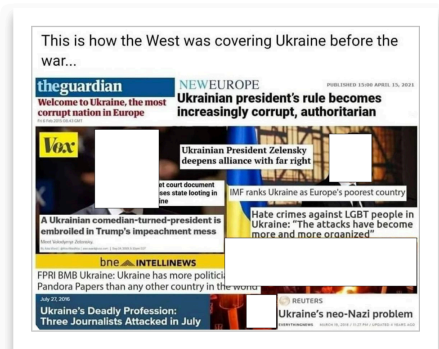 This is how the West was covering Ukraine before the
war...
theguardian
Welcome to Ukraine, the most
corrupt nation in Europe
NEWEUROPE
PUBLISHED 15:00 APRIL 15, 2021
Ukrainian president's rule becomes
increasingly corrupt, authoritarian
Vox
Ukrainian President Zelensky
deepens alliance with far right
et court document
ses state looting in
ine
IMF ranks Ukraine as Europe's poorest country
A Ukrainian comedian-turned-president is
embroiled in Trump's impeachment mess
Hate crimes against LGBT people in
Ukraine: "The attacks have become
more and more organized"
bne INTELLINEWS
FPRI BMB Ukraine: Ukraine has more politicia
Pandora Papers than any other country in the world
July 27, 2016
Ukraine's Deadly Profession:
Three Journalists Attacked in July
REUTERS
Ukraine's neo-Nazi problem